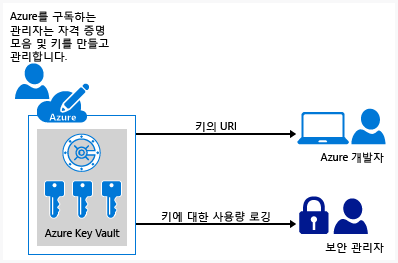 Azure를 구독하는
관리자는 자격 증명
모음 및 키를 만들고
관리합니다.
Azure
키의 URI
Azure 개발자
키에 대한 사용량 로깅
Azure Key Vault
보안 관리자